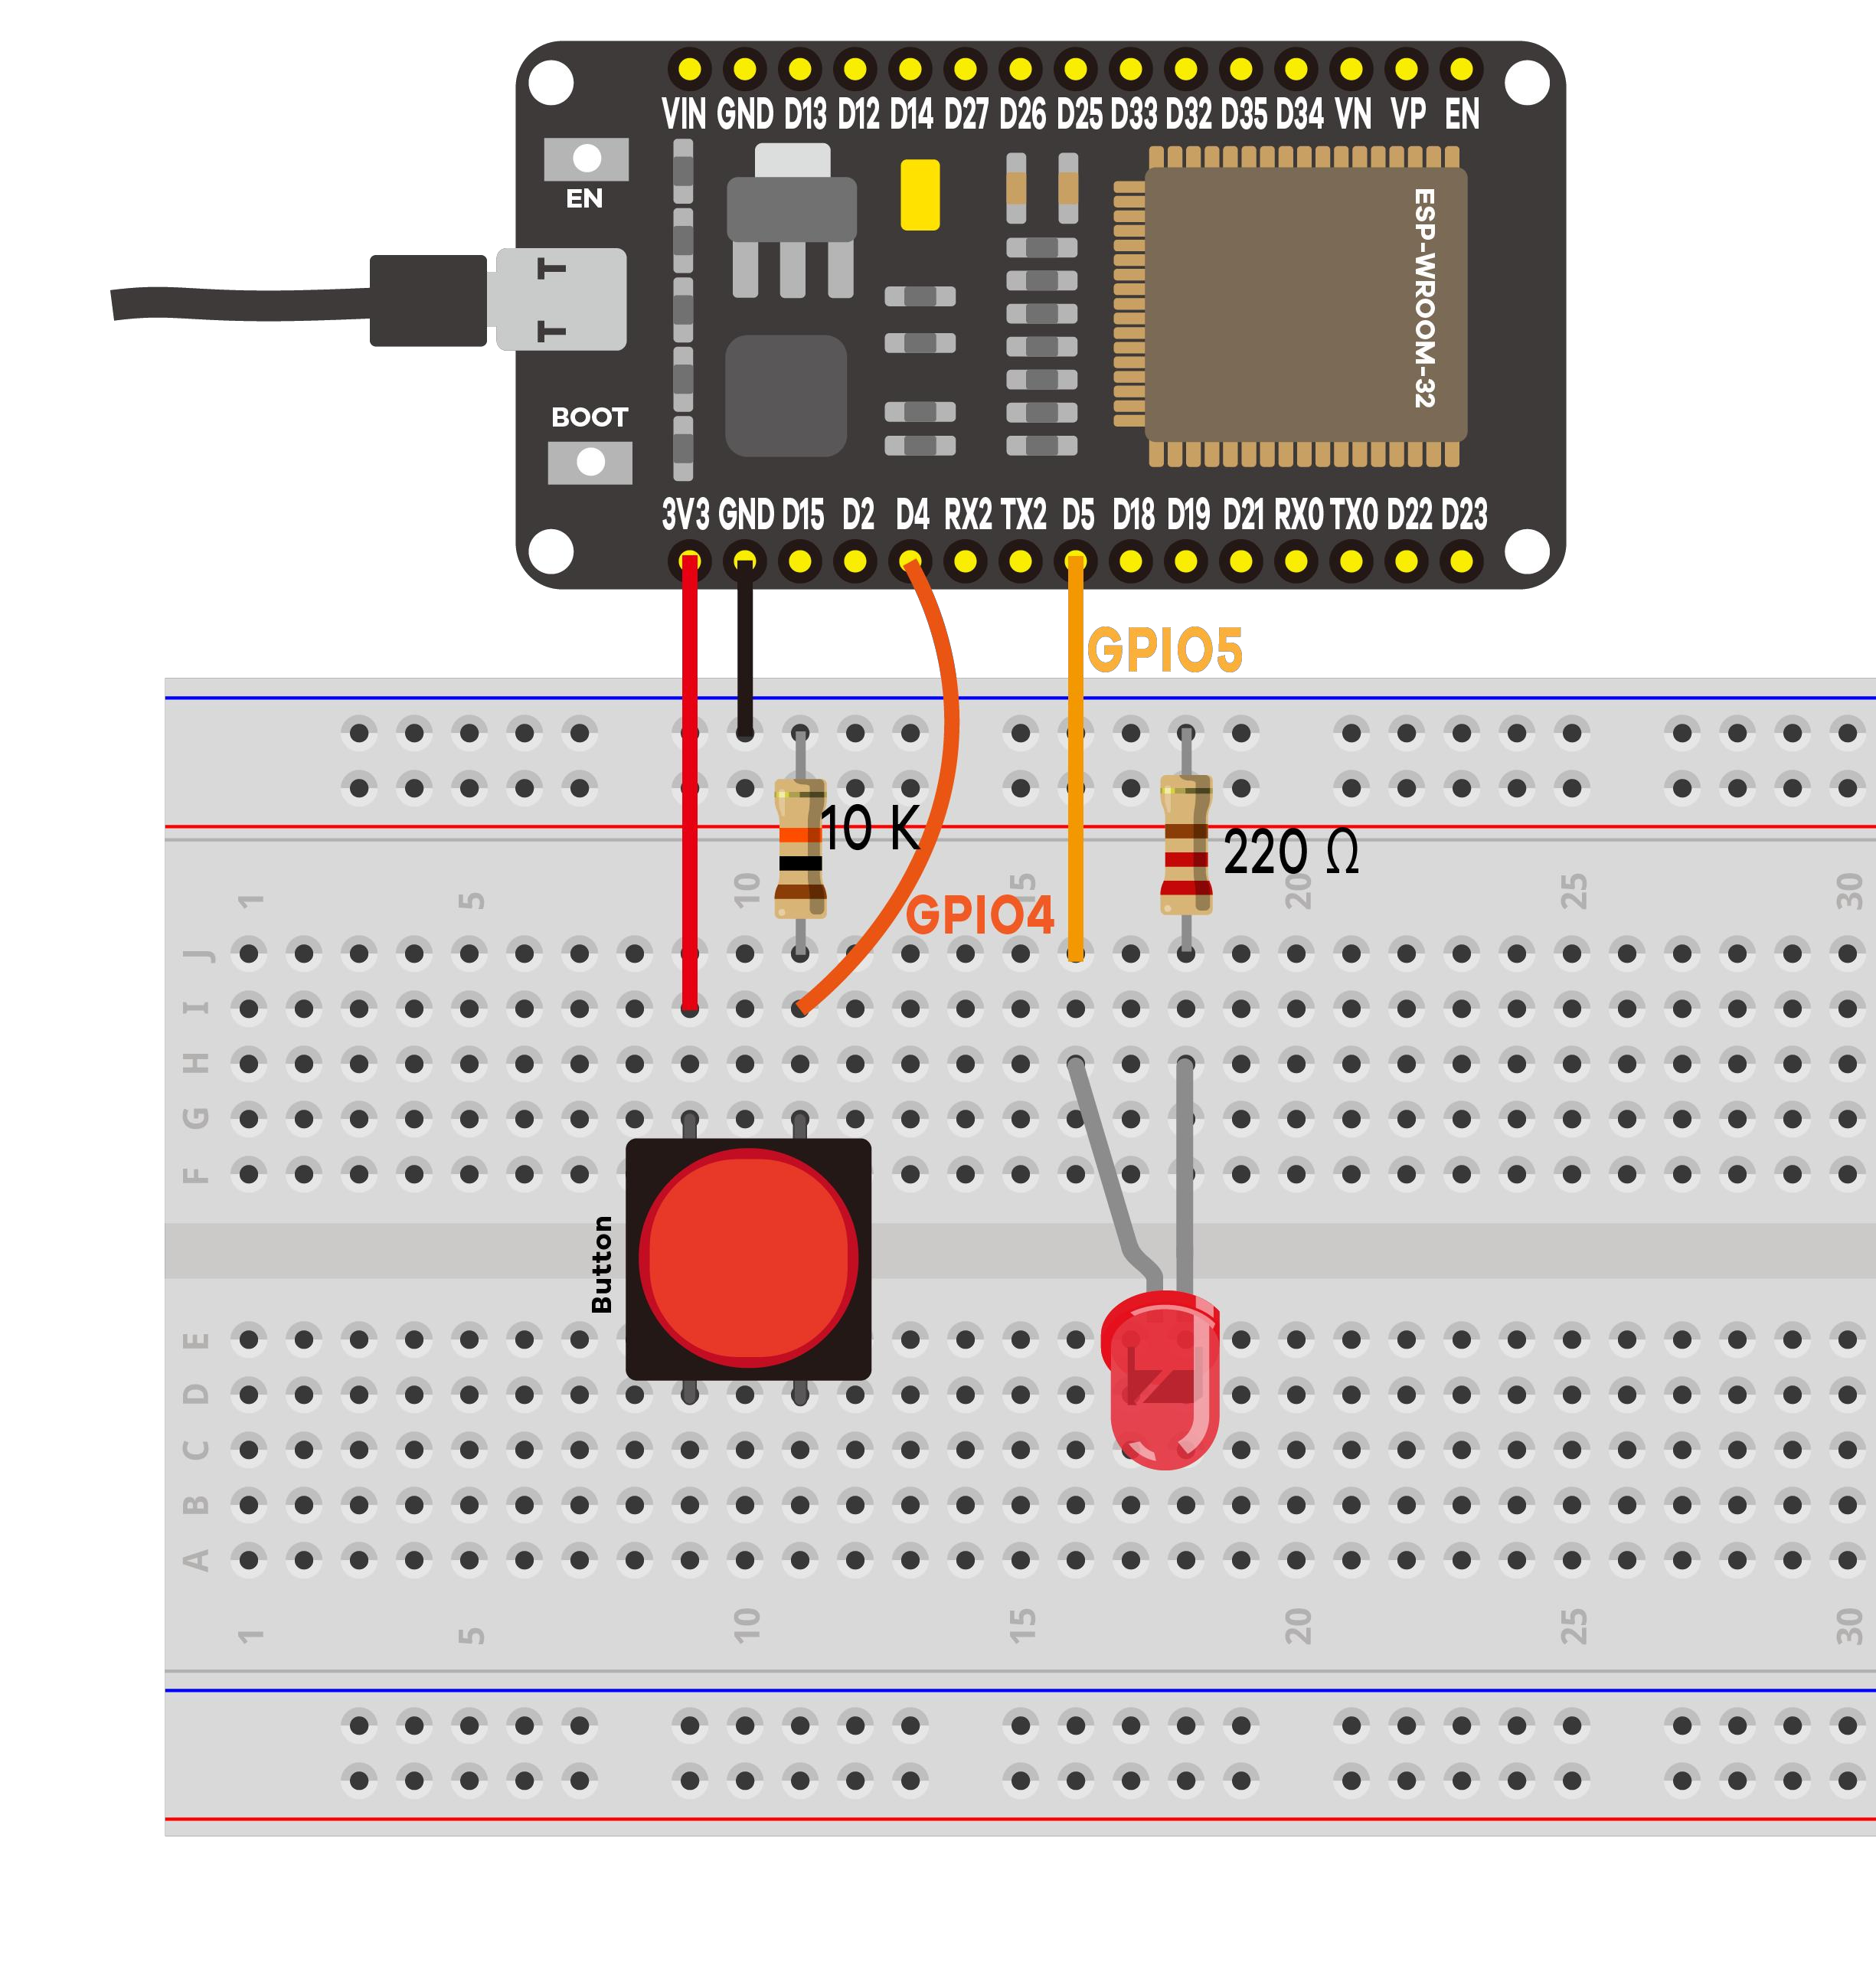 VIN GND D13 D12 D14 D27 D26 D25 D33 D32 D35 D34 VN VP EN
EN
ESP-WROOM-32
T
T
BOOT
3V3 GND D15 D2 D4 RX2 TX2 D5 D18 D19 D21 RX0 TX0 D22 D23
GPIO5
10 K
220 Ω
1 5 10 15 20 25 30
GPIO4
J
I
H
G
F
Button
E
D
C
B
A
1 5 10 15 20 25 30